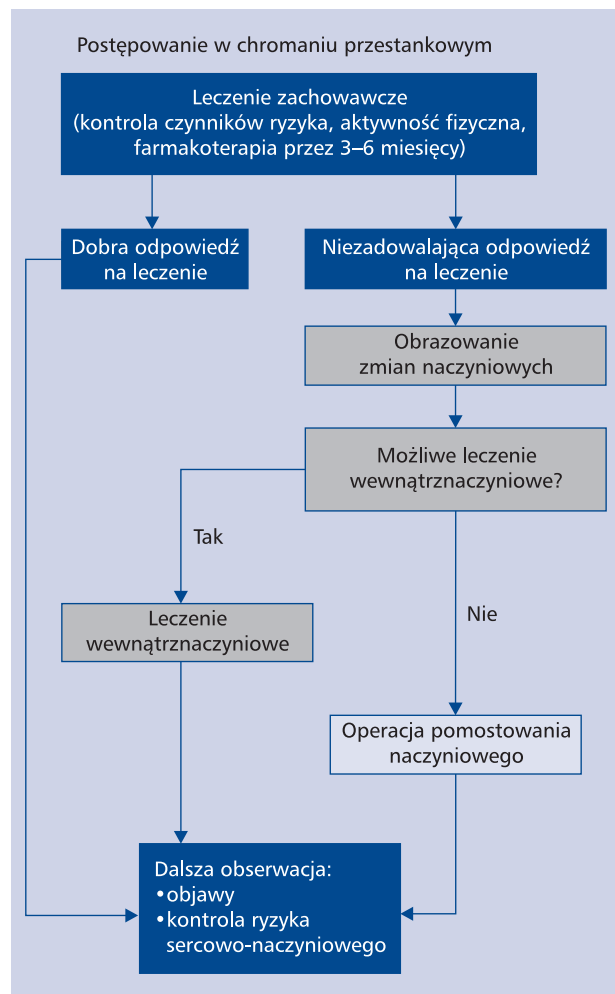 Postępowanie w chromaniu przestankowym
Leczenie zachowawcze
(kontrola czynników ryzyka, aktywność fizyczna,
farmakoterapia przez 3–6 miesięcy)
Dobra odpowiedź
na leczenie
Niezadowalająca odpowiedź
na leczenie
Obrazowanie
zmian naczyniowych
Możliwe leczenie
wewnątrznaczyniowe?
Tak
Leczenie
wewnątrznaczyniowe
Nie
Operacja pomostowania
naczyniowego
Dalsza obserwacja:
•objawy
•kontrola ryzyka
sercowo-naczyniowego